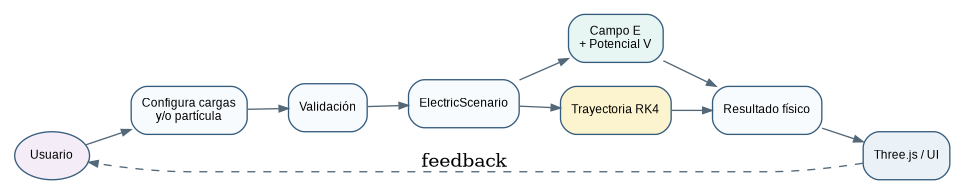 Usuario
Configura cargas
y/o partícula
Validación
ElectricScenario
Campo E
+ Potencial V
Trayectoria RK4
Resultado físico
Three.js / UI
feedback